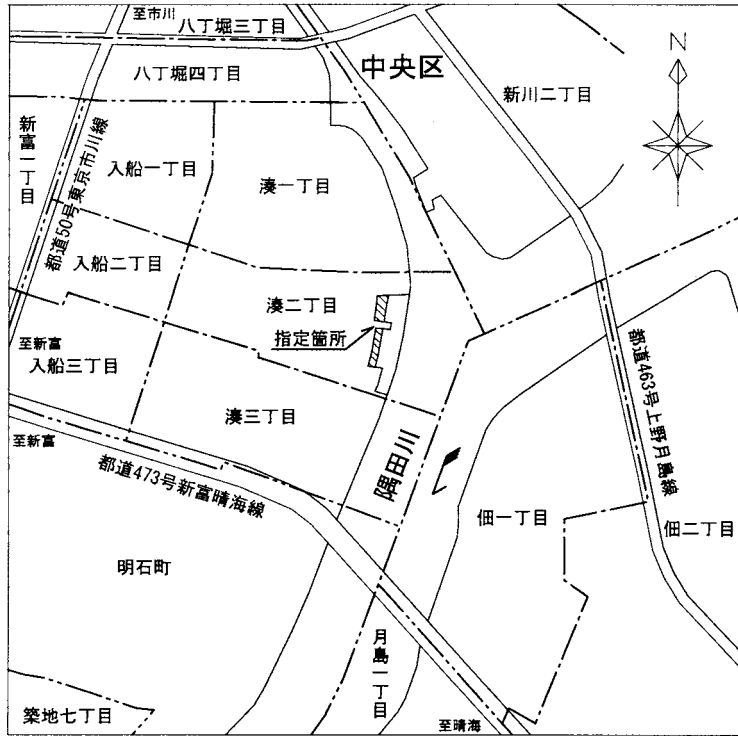 至市川
八丁堀三丁目
八丁堀四丁目
中央区
新川二丁目
N
新富一丁目
都道50号東京市川線
入船一丁目
湊一丁目
入船二丁目
湊二丁目
指定箇所
至新富
入船三丁目
湊三丁目
至新富
都道473号新富晴海線
隅田川
都道463号上野月島線
佃一丁目
佃二丁目
明石町
月島一丁目
築地七丁目
至晴海